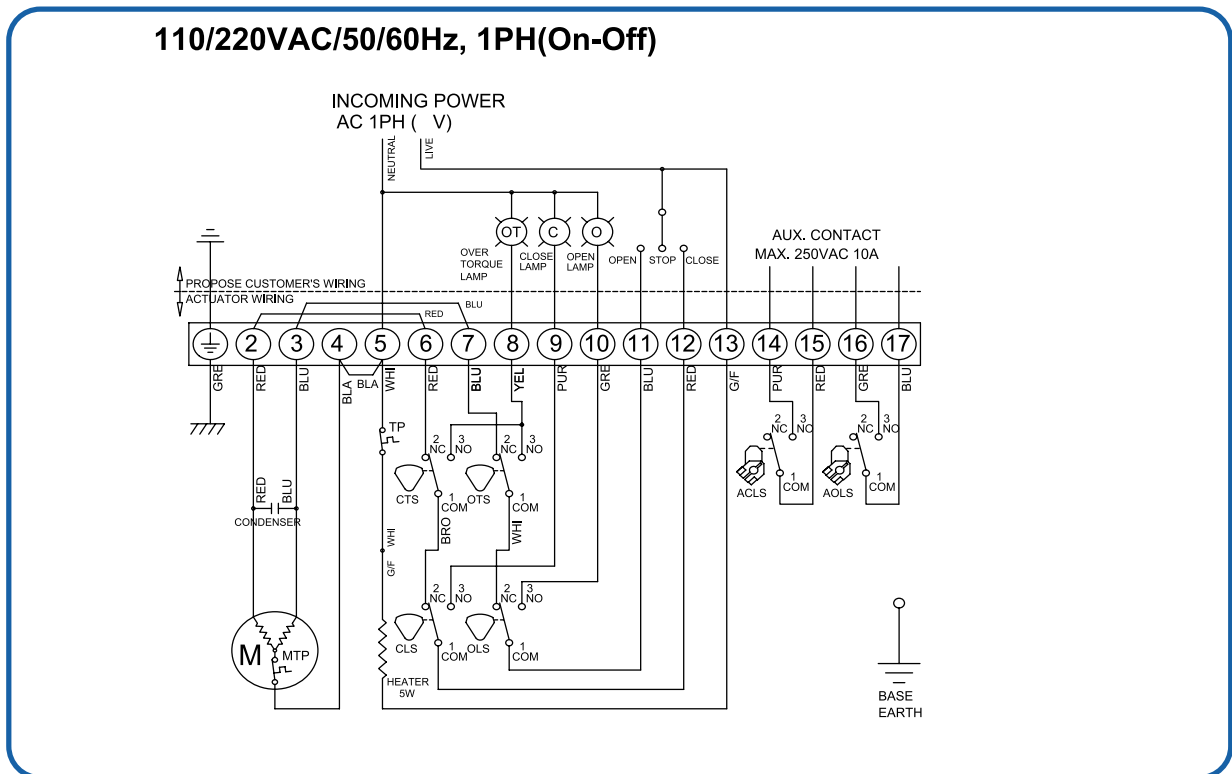 110/220VAC/50/60Hz, 1PH(On-Off)
INCOMING POWER
AC 1PH ( V)
NEUTRAL
LIVE
OT
C
O
OVER
TORQUE
LAMP
CLOSE
LAMP
OPEN
LAMP
OPEN
STOP
CLOSE
AUX. CONTACT
MAX. 250VAC 10A
PROPOSE CUSTOMER'S WIRING
ACTUATOR WIRING
RED
BLU
2
3
4
5
6
7
8
9
10
11
12
13
14
15
16
17
GRE
RED
BLU
BLA
BLA
WHI
RED
BLU
YEL
PUR
GRE
BLU
RED
G/F
PUR
RED
GRE
BLU
TP
2
NC
3
NO
1
COM
CTS
2
NC
3
NO
1
COM
OTS
2
NC
3
NO
1
COM
ACLS
2
NC
3
NO
1
COM
AOLS
RED
BLU
CONDENSER
BRO
WHI
WHI
G/F
2
NC
3
NO
1
COM
CLS
2
NC
3
NO
1
COM
OLS
M
MTP
HEATER
5W
BASE
EARTH